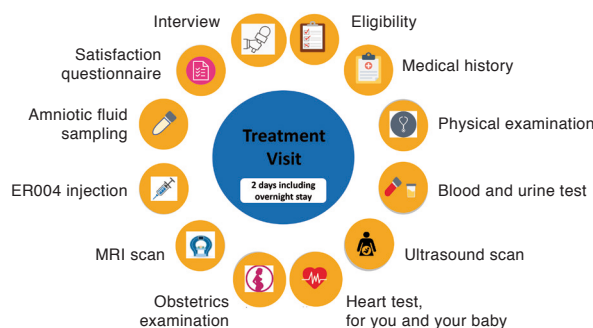 Interview
Eligibility
Satisfaction
questionnaire
Medical history
Amniotic fluid
sampling
Physical examination
Treatment
Visit
2 days including
overnight stay
ER004 injection
Blood and urine test
MRI scan
Ultrasound scan
Obstetrics
examination
Heart test,
for you and your baby